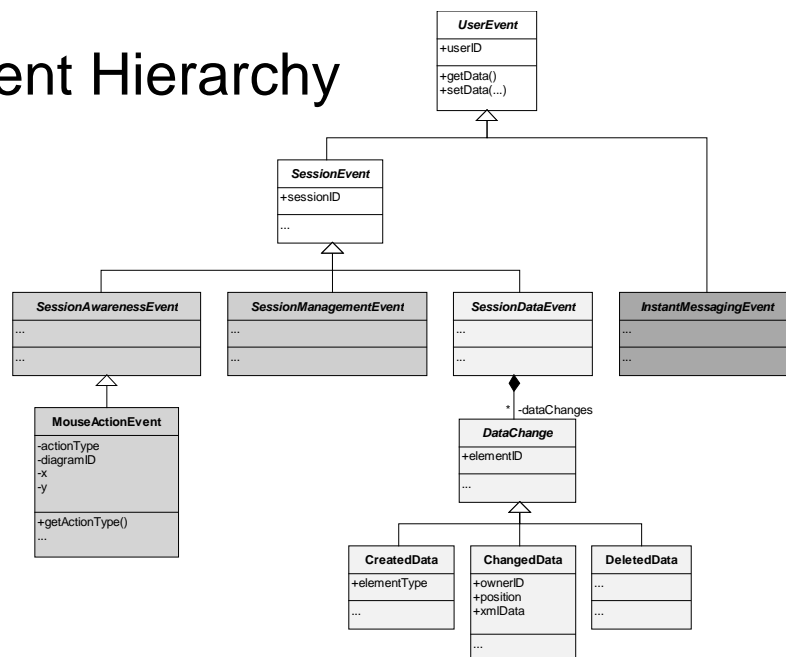 ent Hierarchy
UserEvent
+userID
+getData()
+setData(...)
SessionEvent
+sessionID
...
SessionAwarenessEvent
...
...
SessionManagementEvent
...
...
SessionDataEvent
...
...
InstantMessagingEvent
...
...
* -dataChanges
MouseActionEvent
-actionType
-diagramID
-x
-y
+getActionType()
...
DataChange
+elementID
...
CreatedData
+elementType
...
ChangedData
+ownerID
+position
+xmlData
...
DeletedData
...
...